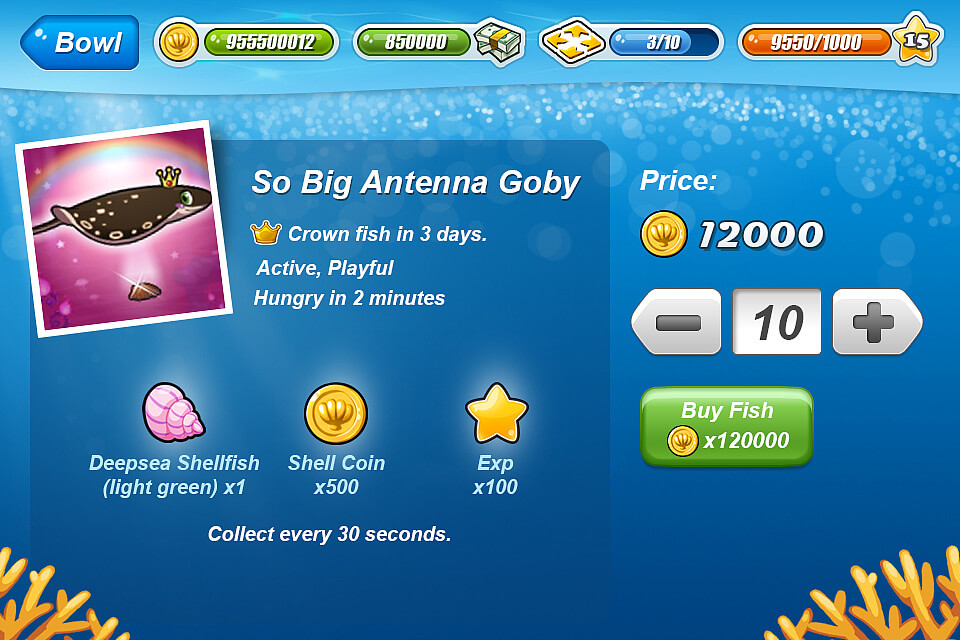 Bowl
955500012
850000
3/10
9550/1000
15
So Big Antenna Goby
Crown fish in 3 days.
Active, Playful
Hungry in 2 minutes
Price:
12000
10
Buy Fish
x120000
Deepsea Shellfish
(light green) x1
Shell Coin
x500
Exp
x100
Collect every 30 seconds.